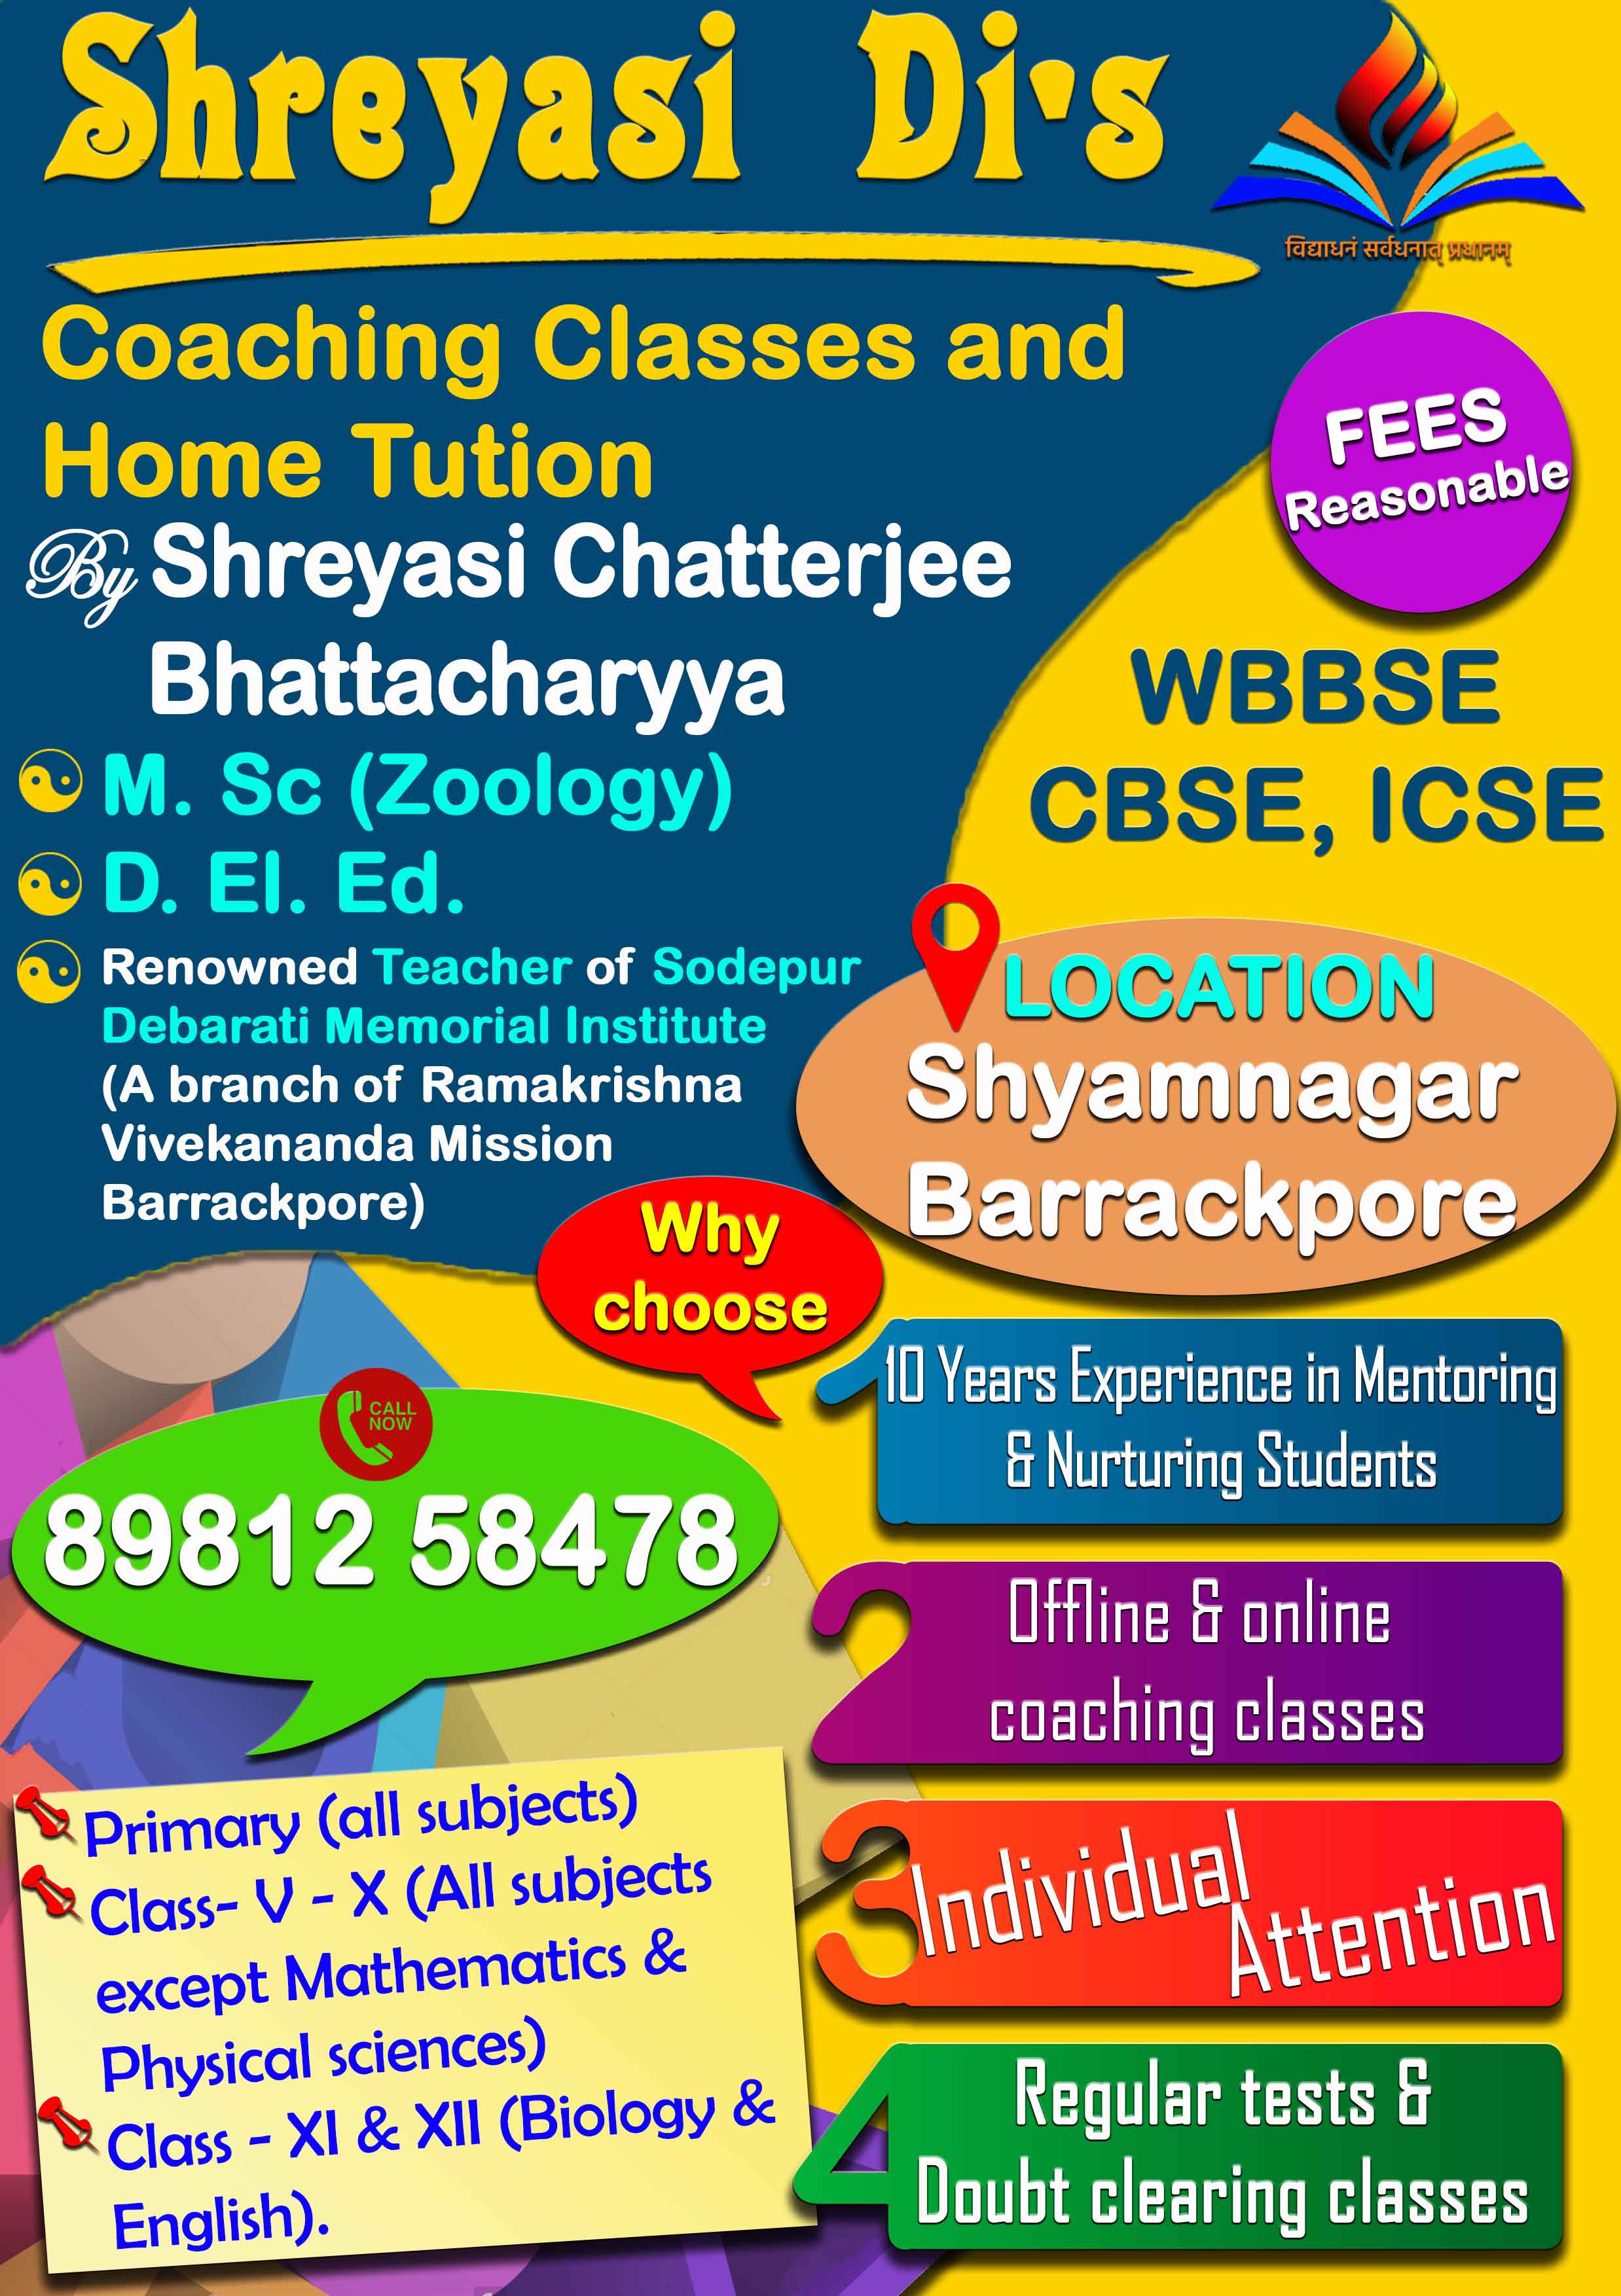 Shreyasi Di's
विद्याधनं सर्वधनात् प्रधानम्
Coaching Classes and
Home Tution
By Shreyasi Chatterjee
Bhattacharyya
M. Sc (Zoology)
D. El. Ed.
Renowned Teacher of Sodepur
Debarati Memorial Institute
(A branch of Ramakrishna
Vivekananda Mission
Barrackpore)
FEES
Reasonable
WBBSE
CBSE, ICSE
LOCATION
Shyamnagar
Barrackpore
Why
choose
1
10 Years Experience in Mentoring
& Nurturing Students
2
Offline & online
coaching classes
3
Individual
Attention
4
Regular tests &
Doubt clearing classes
CALL
NOW
89812 58478
Primary (all subjects)
Class- V - X (All subjects
except Mathematics &
Physical sciences)
Class - XI & XII (Biology &
English).